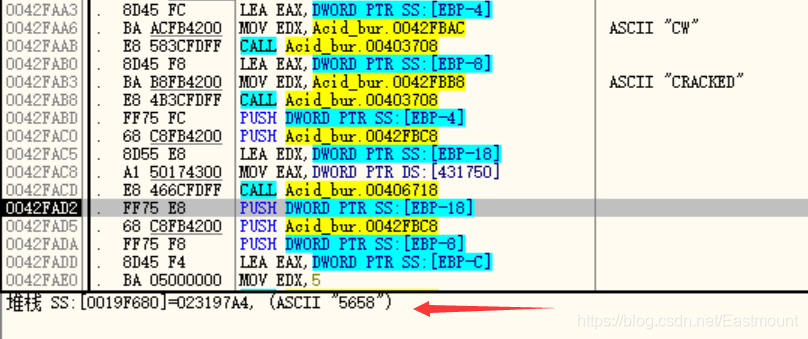 0042FAA3 . 8D45 FC LEA EAX,DWORD PTR SS:[EBP-4]
0042FAA6 . BA ACFB4200 MOV EDX,Acid_bur.0042FBAC ASCII "CW"
0042FAAB . E8 583CFDFF CALL Acid_bur.00403708
0042FAB0 . 8D45 F8 LEA EAX,DWORD PTR SS:[EBP-8]
0042FAB3 . BA B8FB4200 MOV EDX,Acid_bur.0042FBB8 ASCII "CRACKED"
0042FAB8 . E8 4B3CFDFF CALL Acid_bur.00403708
0042FABD . FF75 FC PUSH DWORD PTR SS:[EBP-4]
0042FAC0 . 68 C8FB4200 PUSH Acid_bur.0042FBC8
0042FAC5 . 8D55 E8 LEA EDX,DWORD PTR SS:[EBP-18]
0042FAC8 . A1 50174300 MOV EAX,DWORD PTR DS:[431750]
0042FACD . E8 466CFDFF CALL Acid_bur.00406718
0042FAD2 . FF75 E8 PUSH DWORD PTR SS:[EBP-18]
0042FAD5 . 68 C8FB4200 PUSH Acid_bur.0042FBC8
0042FADA . FF75 F8 PUSH DWORD PTR SS:[EBP-8]
0042FADD . 8D45 F4 LEA EAX,DWORD PTR SS:[EBP-C]
0042FAE0 . BA 05000000 MOV EDX,5
堆栈 SS:[0019F680]=023197A4, (ASCII "5658")
https://blog.csdn.net/Eastmount